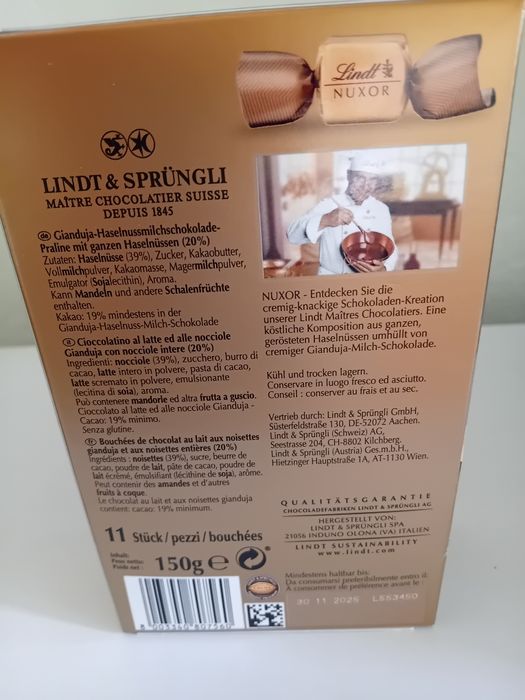 Lindt
NUXOR
LINDT & SPRÜNGLI
MAÎTRE CHOCOLATIER SUISSE
DEPUIS 1845
de Gianduja-Haselnussmilchschokolade-
Praline mit ganzen Haselnüssen (20%)
Zutaten: Haselnüsse (39%), Zucker, Kakaobutter,
Vollmilchpulver, Kakaomasse, Magermilchpulver,
Emulgator (Sojalecithin), Aroma.
Kann Mandeln und andere Schalenfrüchte
enthalten.
Kakao: 19% mindestens in der
Gianduja-Haselnuss-Milch-Schokolade
it Cioccolatino al latte ed alle nocciole
Gianduja con nocciole intere (20%)
Ingredienti: nocciole (39%), zucchero, burro di
cacao, latte intero in polvere, pasta di cacao,
latte scremato in polvere, emulsionante
(lecitina di soia), aroma.
Può contenere mandorle ed altra frutta a guscio.
Cioccolato al latte ed alle nocciole Gianduja -
Cacao: 19% minimo.
Senza glutine.
fr Bouchées de chocolat au lait aux noisettes
gianduja et aux noisettes entières (20%)
Ingrédients : noisettes (39%), sucre, beurre de
cacao, poudre de lait, pâte de cacao, poudre de
lait écrémé, émulsifiant (lécithine de soja), arôme.
Peut contenir des amandes et d'autres
fruits à coque.
Le chocolat au lait et aux noisettes gianduja
contient: cacao: 19% minimum.
11 Stück / pezzi / bouchées
Inhalt:
Peso netto:
Poids net :
150g e
NUXOR - Entdecken Sie die
cremig-knackige Schokoladen-Kreation
unserer Lindt Maîtres Chocolatiers. Eine
köstliche Komposition aus ganzen,
gerösteten Haselnüssen umhüllt von
cremiger Gianduja-Milch-Schokolade.
Kühl und trocken lagern.
Conservare in luogo fresco ed asciutto.
Conseil : conserver au frais et au sec.
Vertrieb durch: Lindt & Sprüngli GmbH,
Süsterfeldstraße 130, DE-52072 Aachen.
Lindt & Sprüngli (Schweiz) AG,
Seestrasse 204, CH-8802 Kilchberg.
Lindt & Sprüngli (Austria) Ges.m.b.H.,
Hietzinger Hauptstraße 1A, AT-1130 Wien.
QUALITÄTSGARANTIE
CHOCOLADEFABRIKEN LINDT & SPRÜNGLI AG
HERGESTELLT VON:
LINDT & SPRÜNGLI SPA
21056 INDUNO OLONA (VA) ITALIEN
LINDT SUSTAINABILITY
www.lindt.com
Mindestens haltbar bis:
Da consumarsi preferibilmente entro il:
A consommer de préférence avant le :
30 11 2025 L553450